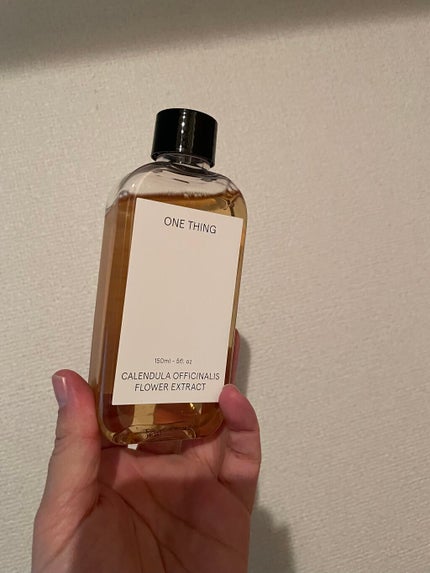 ONE THING
150ml - 5fl. oz
CALENDULA OFFICINALIS
FLOWER EXTRACT